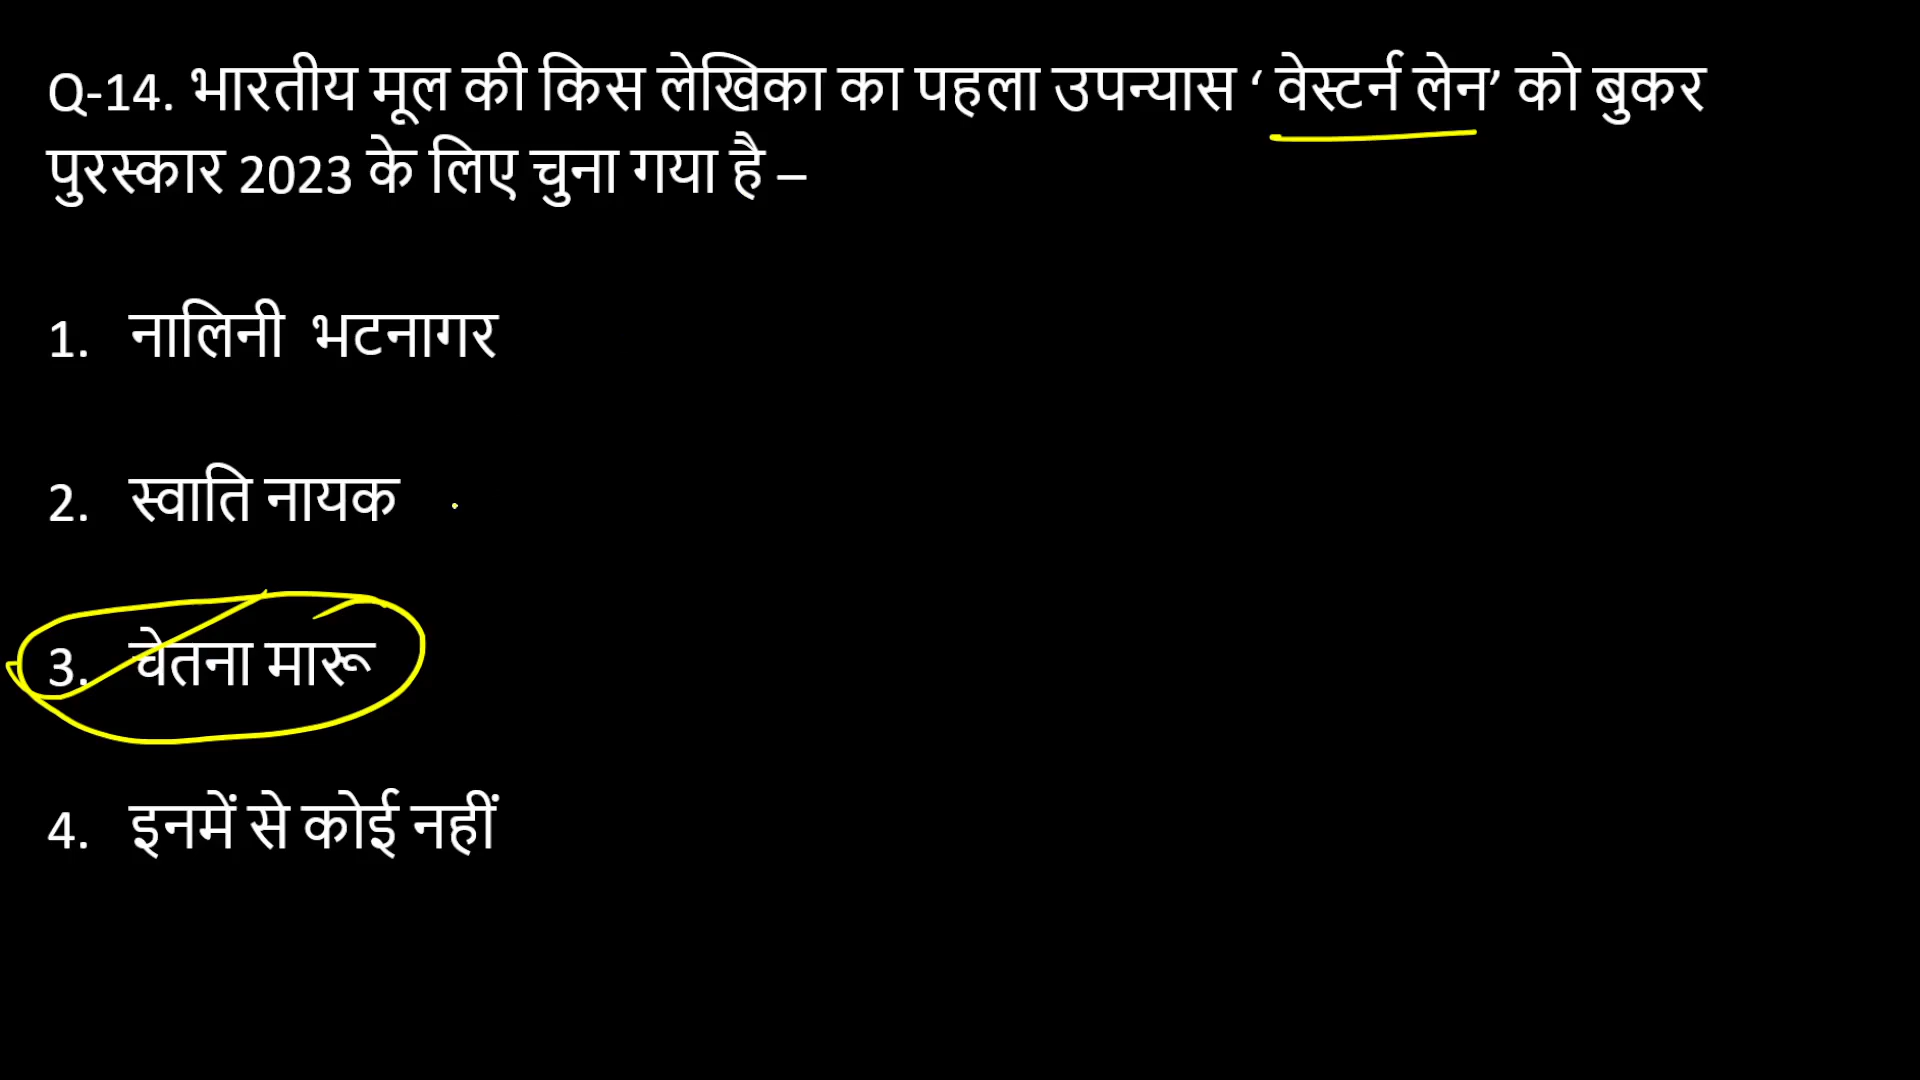 Q-14. भारतीय मूल की किस लेखिका का पहला उपन्यास ‘ वेस्टर्न लेन’ को बुकर
पुरस्कार 2023 के लिए चुना गया है –
1. नालिनी भटनागर
2. स्वाति नायक
3. चेतना मारू
4. इनमें से कोई नहीं